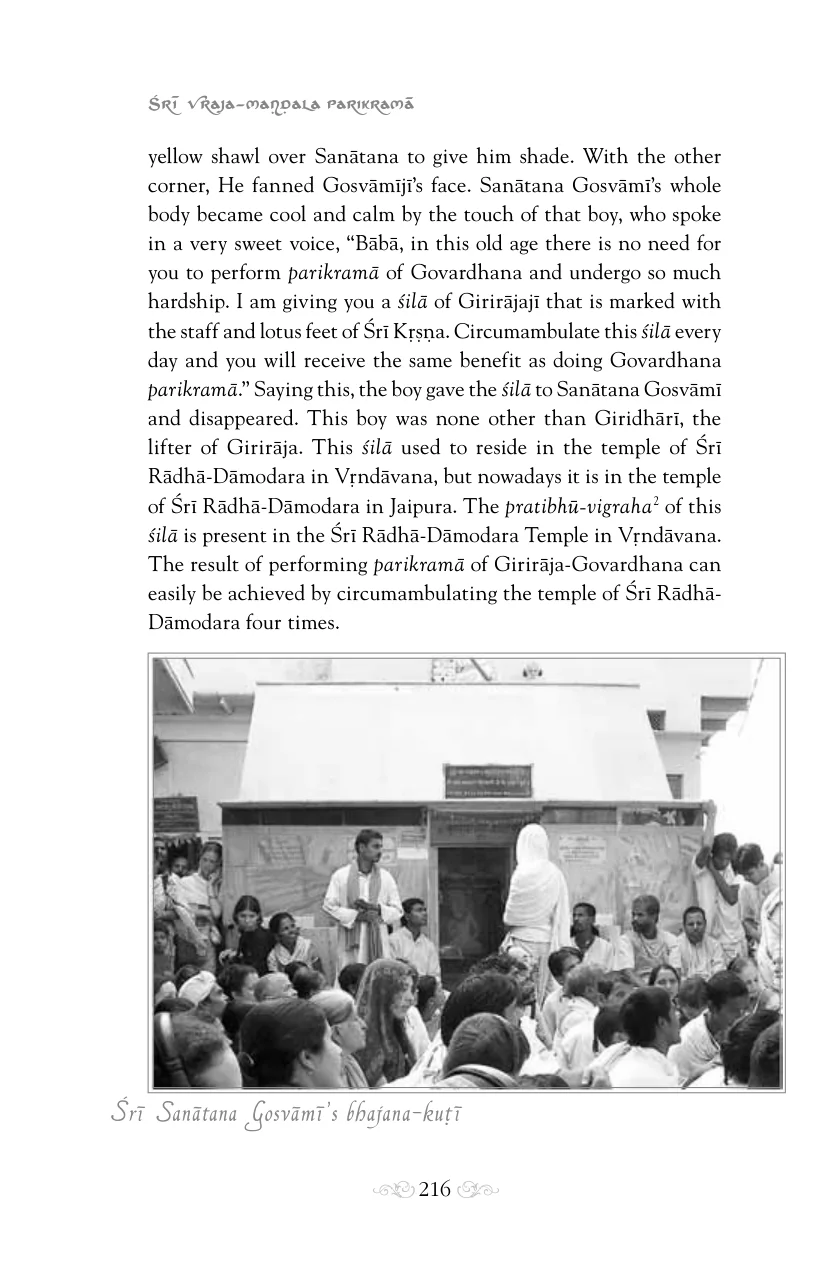 Śrī Vraja-maṇḍala Parikramā
yellow shawl over Sanātana to give him shade. With the other
corner, He fanned Gosvāmījī’s face. Sanātana Gosvāmī’s whole
body became cool and calm by the touch of that boy, who spoke
in a very sweet voice, “Bābā, in this old age there is no need for
you to perform parikramā of Govardhana and undergo so much
hardship. I am giving you a śilā of Girirājajī that is marked with
the staff and lotus feet of Śrī Kṛṣṇa. Circumambulate this śilā every
day and you will receive the same benefit as doing Govardhana
parikramā.” Saying this, the boy gave the śilā to Sanātana Gosvāmī
and disappeared. This boy was none other than Giridhārī, the
lifter of Girirāja. This śilā used to reside in the temple of Śrī
Rādhā-Dāmodara in Vṛndāvana, but nowadays it is in the temple
of Śrī Rādhā-Dāmodara in Jaipura. The pratibhū-vigraha² of this
śilā is present in the Śrī Rādhā-Dāmodara Temple in Vṛndāvana.
The result of performing parikramā of Girirāja-Govardhana can
easily be achieved by circumambulating the temple of Śrī Rādhā-
Dāmodara four times.
Śrī Sanātana Gosvāmī’s bhajana-kuṭī
216